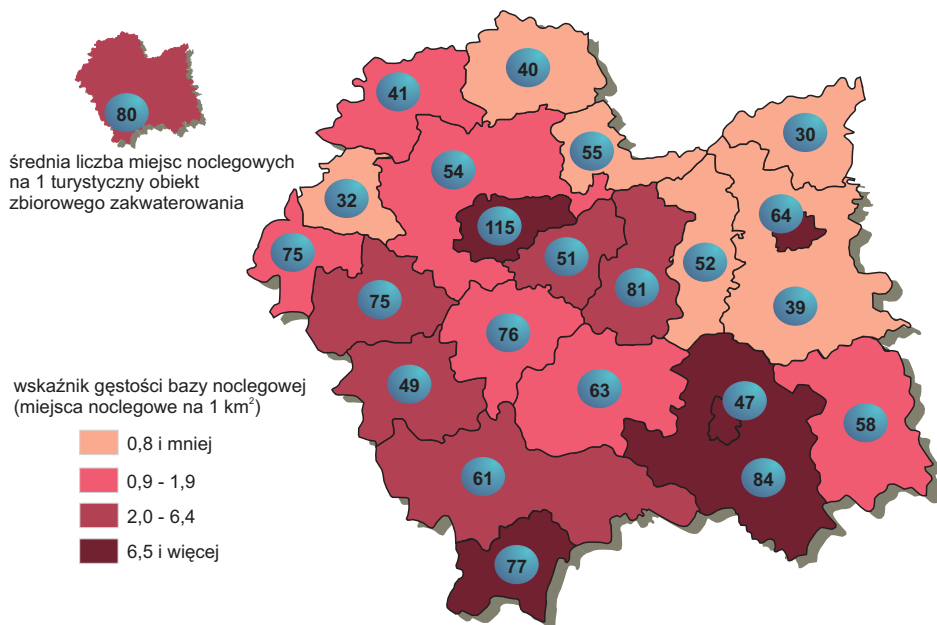 80
średnia liczba miejsc noclegowych
na 1 turystyczny obiekt
zbiorowego zakwaterowania
40
41
30
55
54
32
64
115
75
51
52
81
75
39
76
49
63
47
58
61
84
77
wskaźnik gęstości bazy noclegowej
(miejsca noclegowe na 1 km²)
0,8 i mniej
0,9 - 1,9
2,0 - 6,4
6,5 i więcej